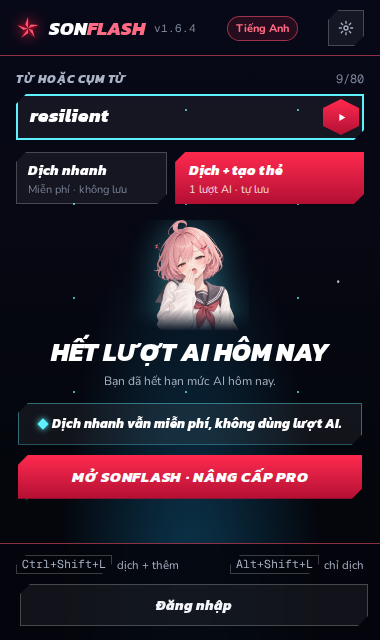 SONFLASH v1.6.4 Tiếng Anh
TỪ HOẶC CỤM TỪ 9/80
resilient
Dịch nhanh
Miễn phí · không lưu
Dịch + tạo thẻ
1 lượt AI · tự lưu
HẾT LƯỢT AI HÔM NAY
Bạn đã hết hạn mức AI hôm nay.
Dịch nhanh vẫn miễn phí, không dùng lượt AI.
MỞ SONFLASH · NÂNG CẤP PRO
Ctrl+Shift+L dịch + thêm Alt+Shift+L chỉ dịch
Đăng nhập